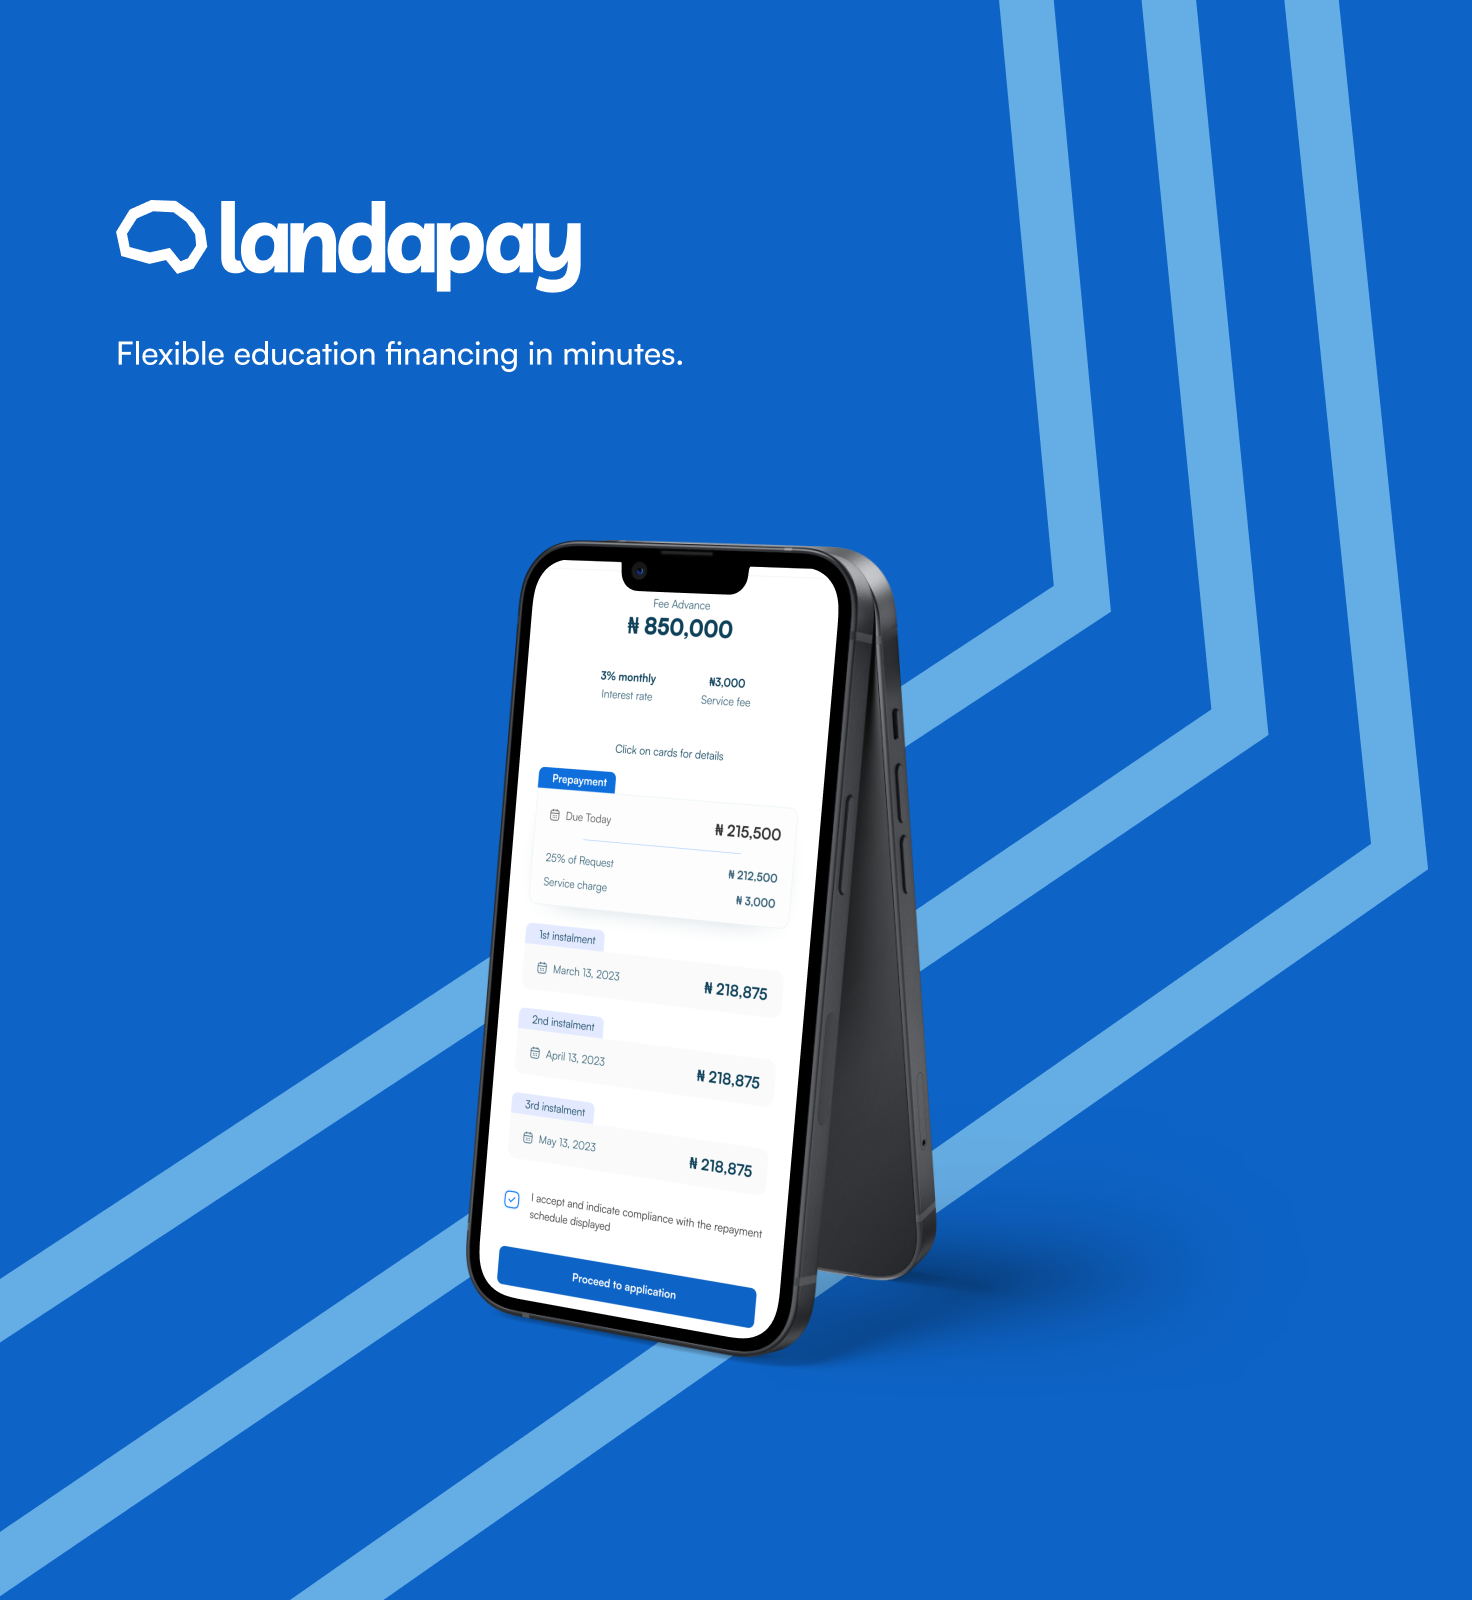 landapay
Flexible education financing in minutes.
Fee Advance
₦ 850,000
3% monthly
Interest rate
₦3,000
Service fee
Click on cards for details
Prepayment
Due Today
₦ 215,500
25% of Request
₦ 212,500
Service charge
₦ 3,000
1st instalment
March 13, 2023
₦ 218,875
2nd instalment
April 13, 2023
₦ 218,875
3rd instalment
May 13, 2023
₦ 218,875
I accept and indicate compliance with the repayment
schedule displayed
Proceed to application